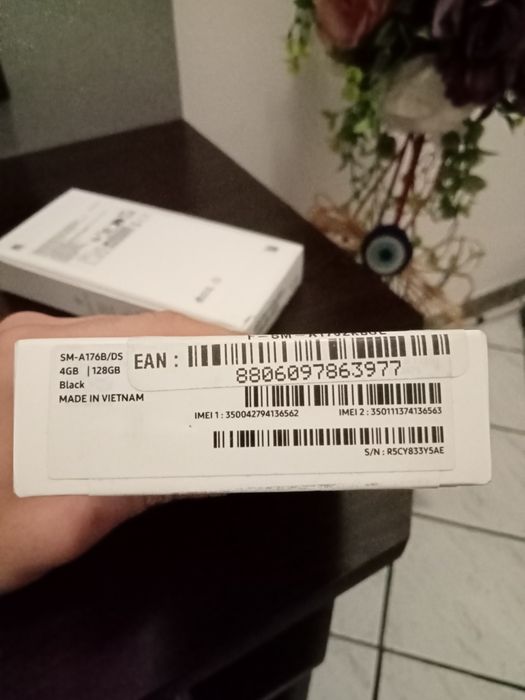 SM-A176B/DS
4GB | 128GB
Black
MADE IN VIETNAM
EAN :
8806097863977
IMEI 1 : 350042794136562
IMEI 2 : 350111374136563
S/N : R5CY833Y5AE